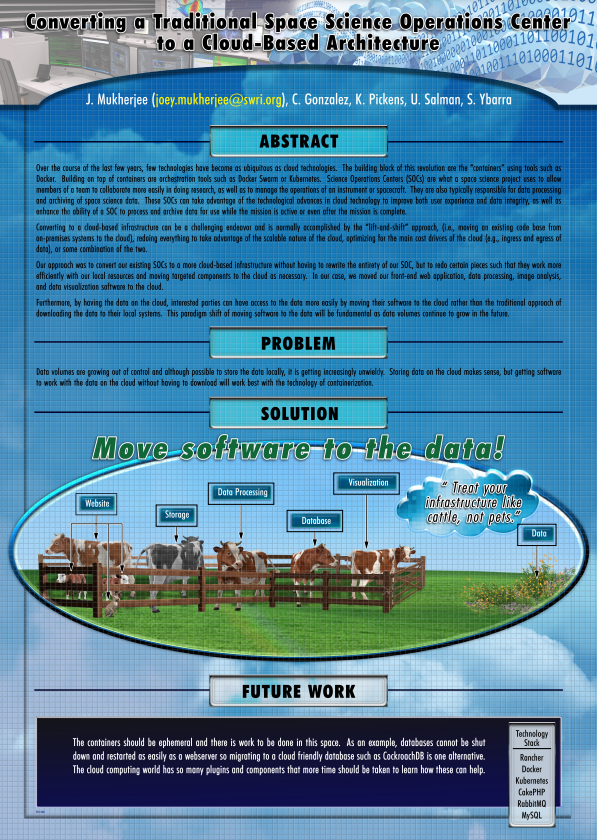 Converting a Traditional Space Science Operations Center
to a Cloud-Based Architecture
J. Mukherjee (joey.mukherjee@swri.org), C. Gonzalez, K. Pickens, U. Salman, S. Ybarra
ABSTRACT
Over the course of the last few years, few technologies have become as ubiquitous as cloud technologies. The building block of this revolution are the "containers" using tools such as
Docker. Building on top of containers are orchestration tools such as Docker Swarm or Kubernetes. Science Operations Centers (SOCs) are what a space science project uses to allow
members of a team to collaborate more easily in doing research, as well as to manage the operations of an instrument or spacecraft. They are also typically responsible for data processing
and archiving of space science data. These SOCs can take advantage of the technological advances in cloud technology to improve both user experience and data integrity, as well as
enhance the ability of a SOC to process and archive data for use while the mission is active or even after the mission is complete.
Converting to a cloud-based infrastructure can be a challenging endeavor and is normally accomplished by the "lift-and-shift" approach, (i.e., moving an existing code base from
on-premises systems to the cloud), redoing everything to take advantage of the scalable nature of the cloud, optimizing for the main cost drivers of the cloud (e.g., ingress and egress of
data), or some combination of the two.
Our approach was to convert our existing SOCs to a more cloud-based infrastructure without having to rewrite the entirety of our SOC, but to redo certain pieces such that they work more
efficiently with our local resources and moving targeted components to the cloud as necessary. In our case, we moved our front-end web application, data processing, image analysis,
and data visualization software to the cloud.
Furthermore, by having the data on the cloud, interested parties can have access to the data more easily by moving their software to the cloud rather than the traditional approach of
downloading the data to their local systems. This paradigm shift of moving software to the data will be fundamental as data volumes continue to grow in the future.
PROBLEM
Data volumes are growing out of control and although possible to store the data locally, it is getting increasingly unwieldy. Storing data on the cloud makes sense, but getting software
to work with the data on the cloud without having to download will work best with the technology of containerization.
SOLUTION
Move software to the data!
Website
Storage
Data Processing
Database
Visualization
" Treat your
infrastructure like
cattle, not pets."
Data
FUTURE WORK
The containers should be ephemeral and there is work to be done in this space. As an example, databases cannot be shut
down and restarted as easily as a webserver so migrating to a cloud friendly database such as CockroachDB is one alternative.
The cloud computing world has so many plugins and components that more time should be taken to learn how these can help.
Technology
Stack
Rancher
Docker
Kubernetes
CakePHP
RabbitMQ
MySQL